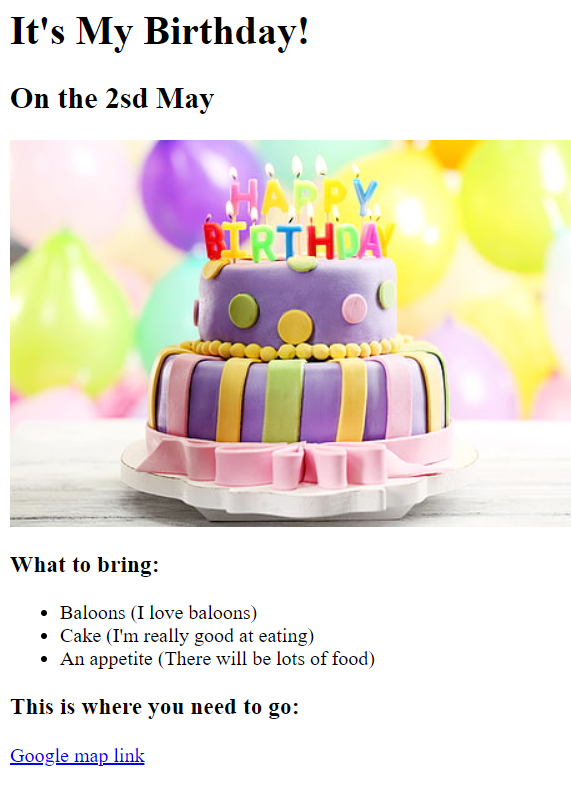 It's My Birthday!
On the 2sd May
HAPPY
BIRTHDAY
What to bring:
Baloons (I love baloons)
Cake (I'm really good at eating)
An appetite (There will be lots of food)
This is where you need to go:
Google map link